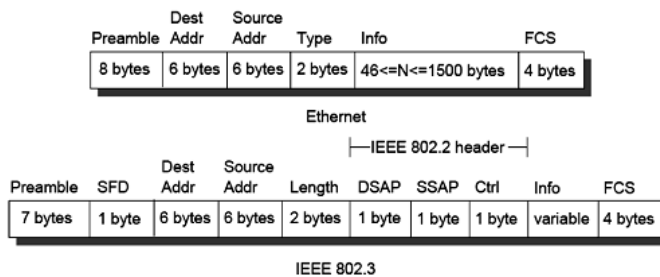 Preamble Dest Addr Source Addr Type Info FCS
8 bytes 6 bytes 6 bytes 2 bytes 46<=N<=1500 bytes 4 bytes
Ethernet
IEEE 802.2 header
Preamble SFD Dest Addr Source Addr Length DSAP SSAP Ctrl Info FCS
7 bytes 1 byte 6 bytes 6 bytes 2 bytes 1 byte 1 byte 1 byte variable 4 bytes
IEEE 802.3